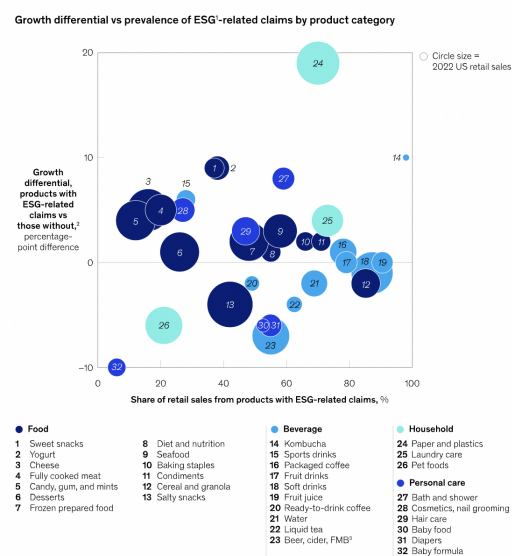 Growth differential vs prevalence of ESG¹-related claims by product category
Circle size =
2022 US retail sales
Growth
differential,
products with
ESG-related
claims vs
those without,²
percentage-
point difference
20
10
0
−10
24
14
1
2
27
3
15
5
4
28
25
29
9
7
8
10
11
16
6
17
18
19
12
20
21
13
22
26
30
31
23
32
0
20
40
60
80
100
Share of retail sales from products with ESG-related claims, %
Food
1 Sweet snacks
2 Yogurt
3 Cheese
4 Fully cooked meat
5 Candy, gum, and mints
6 Desserts
7 Frozen prepared food
8 Diet and nutrition
9 Seafood
10 Baking staples
11 Condiments
12 Cereal and granola
13 Salty snacks
Beverage
14 Kombucha
15 Sports drinks
16 Packaged coffee
17 Fruit drinks
18 Soft drinks
19 Fruit juice
20 Ready-to-drink coffee
21 Water
22 Liquid tea
23 Beer, cider, FMB³
Household
24 Paper and plastics
25 Laundry care
26 Pet foods
Personal care
27 Bath and shower
28 Cosmetics, nail grooming
29 Hair care
30 Baby food
31 Diapers
32 Baby formula